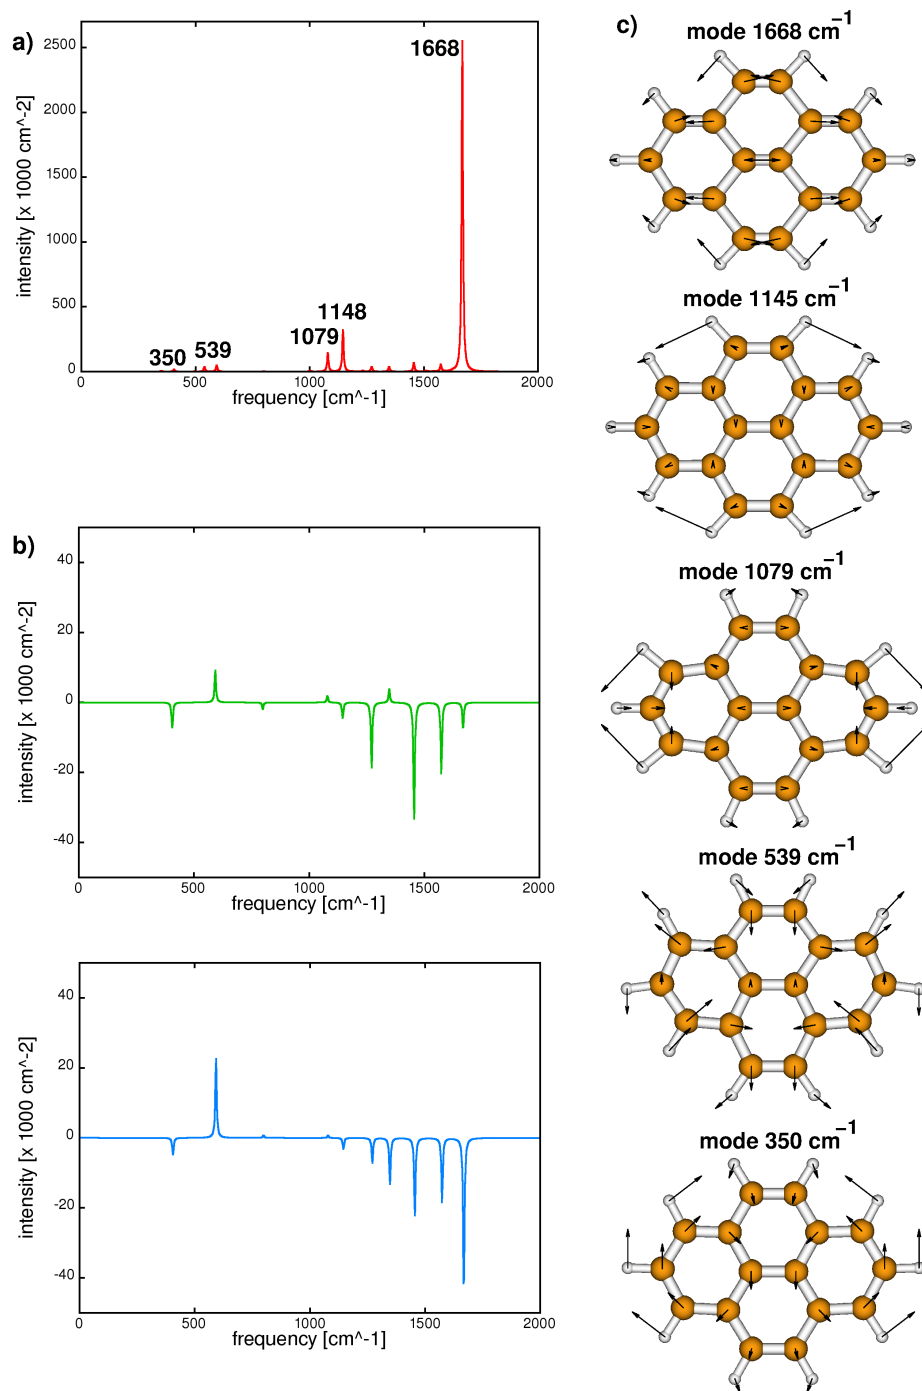 a)
2500
2000
1500
1000
500
0
intensity [x 1000 cm^-2]
1668
1148
1079
539
350
0
500
1000
1500
2000
frequency [cm^-1]
b)
40
20
0
-20
-40
intensity [x 1000 cm^-2]
0
500
1000
1500
2000
frequency [cm^-1]
40
20
0
-20
-40
intensity [x 1000 cm^-2]
0
500
1000
1500
2000
frequency [cm^-1]
c)
mode 1668 cm−1
mode 1145 cm−1
mode 1079 cm−1
mode 539 cm−1
mode 350 cm−1